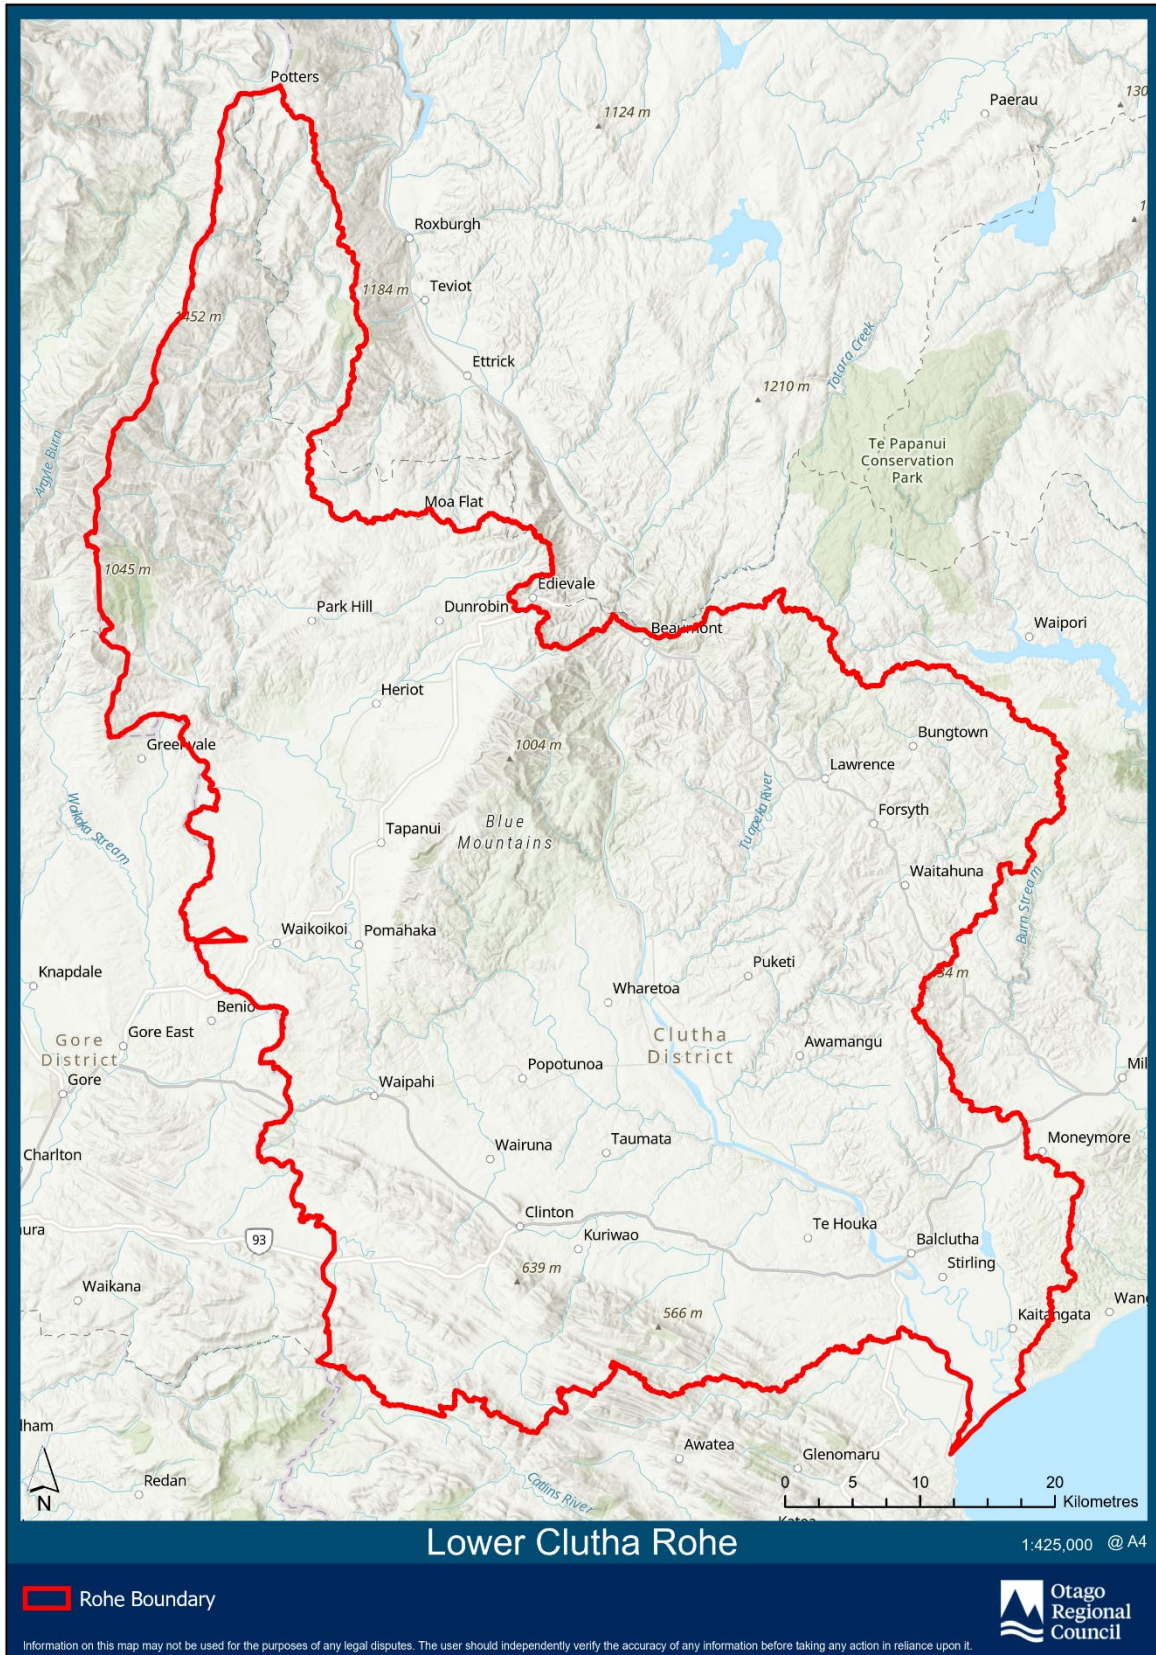 Potters
1124 m
Paerau
130
Roxburgh
1184 m
Teviot
1452 m
Ettrick
1210 m
Totara Creek
Te Papanui
Conservation
Park
Argyle Burn
Moa Flat
1045 m
Edievale
Park Hill
Dunrobin
Beaumont
Waipori
Heriot
Greenvale
1004 m
Bungtown
Lawrence
Waikaka Stream
Tuapeka River
Forsyth
Blue
Mountains
Tapanui
Waitahuna
Burn Stream
Waikoikoi
Pomahaka
Knapdale
Puketi
34 m
Wharetoa
Benio
Gore East
Gore
District
Clutha
District
Awamangu
Popotunoa
Gore
Waipahi
Mil
Moneymore
Taumata
Wairuna
Charlton
Clinton
Te Houka
ura
93
Kuriwao
Balclutha
Stirling
639 m
Waikana
566 m
Kaitangata
Wang
lham
Awatea
Glenomaru
Redan
Catlins River
N
0 5 10 20
Kilometres
Lower Clutha Rohe
1:425,000 @ A4
Rohe Boundary
Otago
Regional
Council
Information on this map may not be used for the purposes of any legal disputes. The user should independently verify the accuracy of any information before taking any action in reliance upon it.